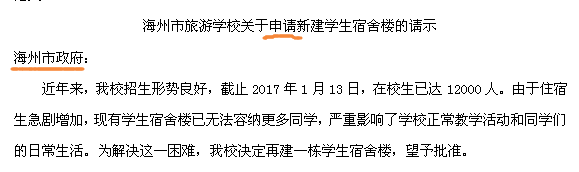 海州市旅游学校关于申请新建学生宿舍楼的请示
海州市政府：
近年来，我校招生形势良好，截止 2017 年 1 月 13 日，在校生已达 12000 人。由于住宿
生急剧增加，现有学生宿舍楼已无法容纳更多同学，严重影响了学校正常教学活动和同学们
的日常生活。为解决这一困难，我校决定再建一栋学生宿舍楼，望予批准。